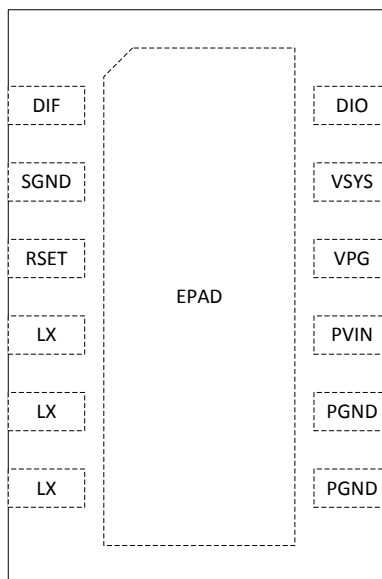 DIF
DIO
SGND
VSYS
RSET
VPG
EPAD
LX
PVIN
LX
PGND
LX
PGND